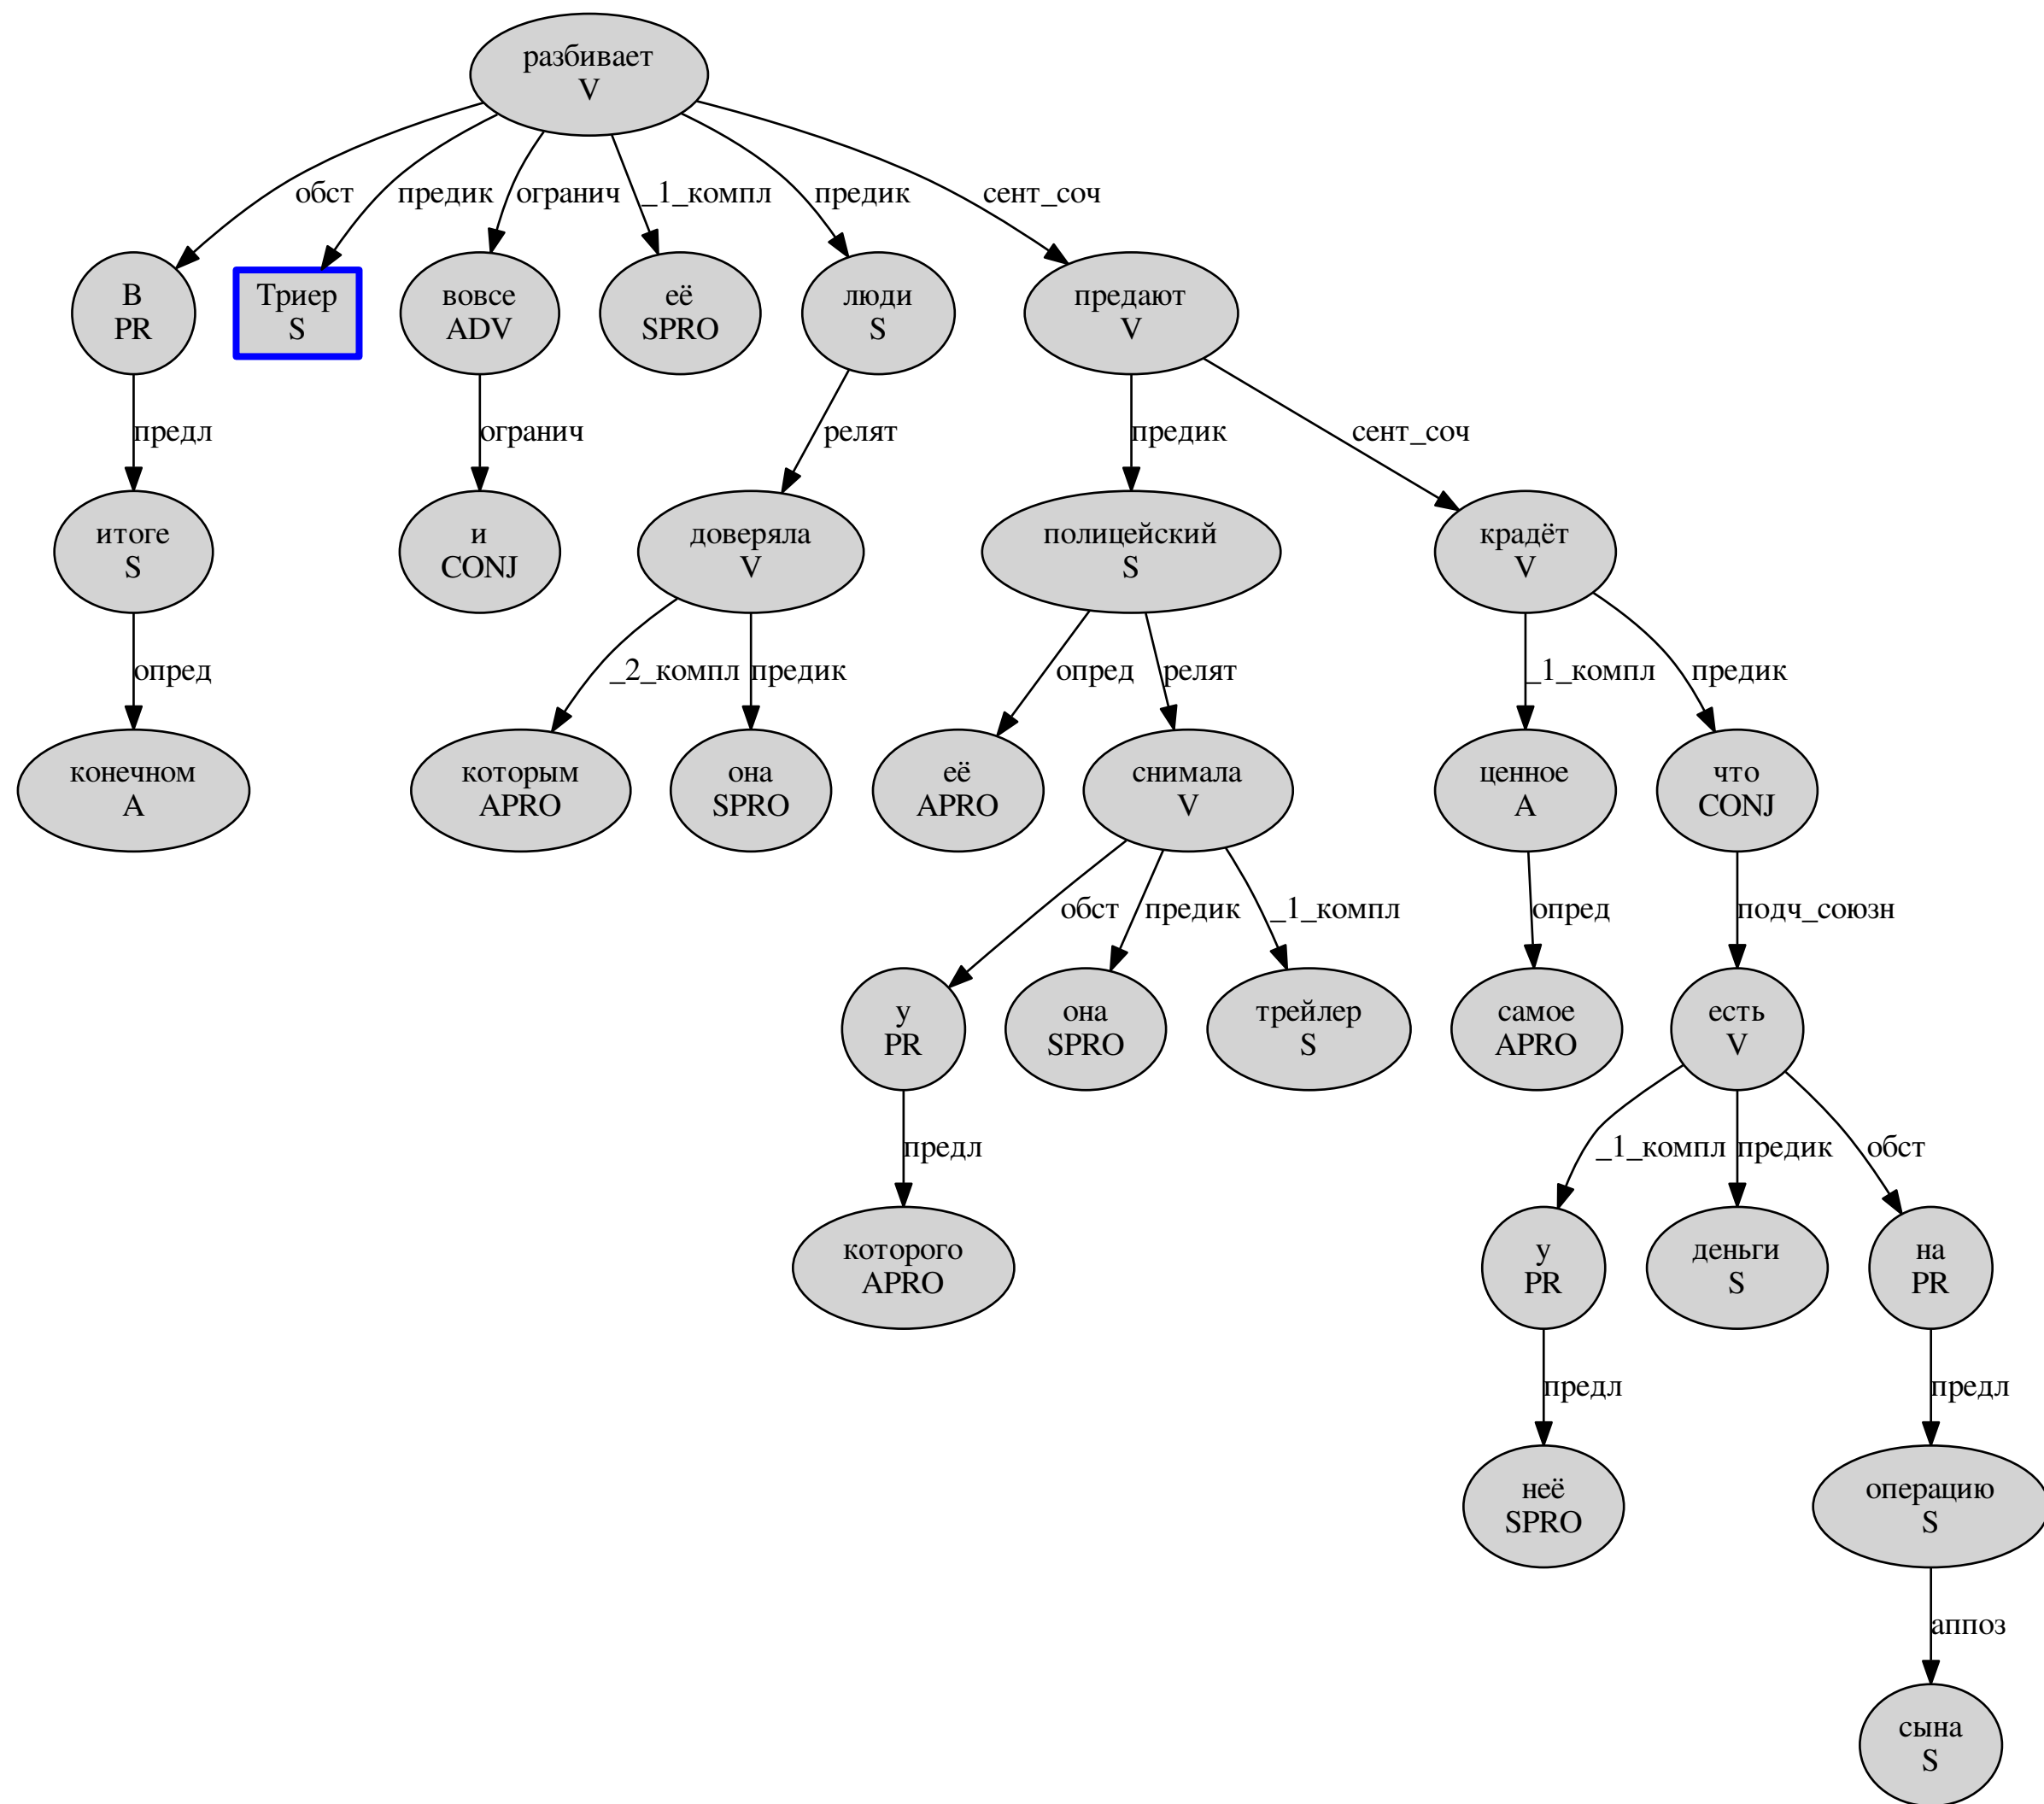 разбивает
V
обст
предик
огранич
_1_компл
предик
сент_соч
В
PR
Триер
S
вовсе
ADV
её
SPRO
люди
S
предают
V
предл
огранич
релят
предик
сент_соч
итоге
S
и
CONJ
доверяла
V
полицейский
S
крадёт
V
опред
_2_компл
предик
опред
релят
_1_компл
предик
конечном
A
которым
APRO
она
SPRO
её
APRO
снимала
V
ценное
A
что
CONJ
обст
предик
_1_компл
опред
подч_союзн
у
PR
она
SPRO
трейлер
S
самое
APRO
есть
V
предл
_1_компл
предик
обст
которого
APRO
у
PR
деньги
S
на
PR
предл
предл
неё
SPRO
операцию
S
аппоз
сына
S